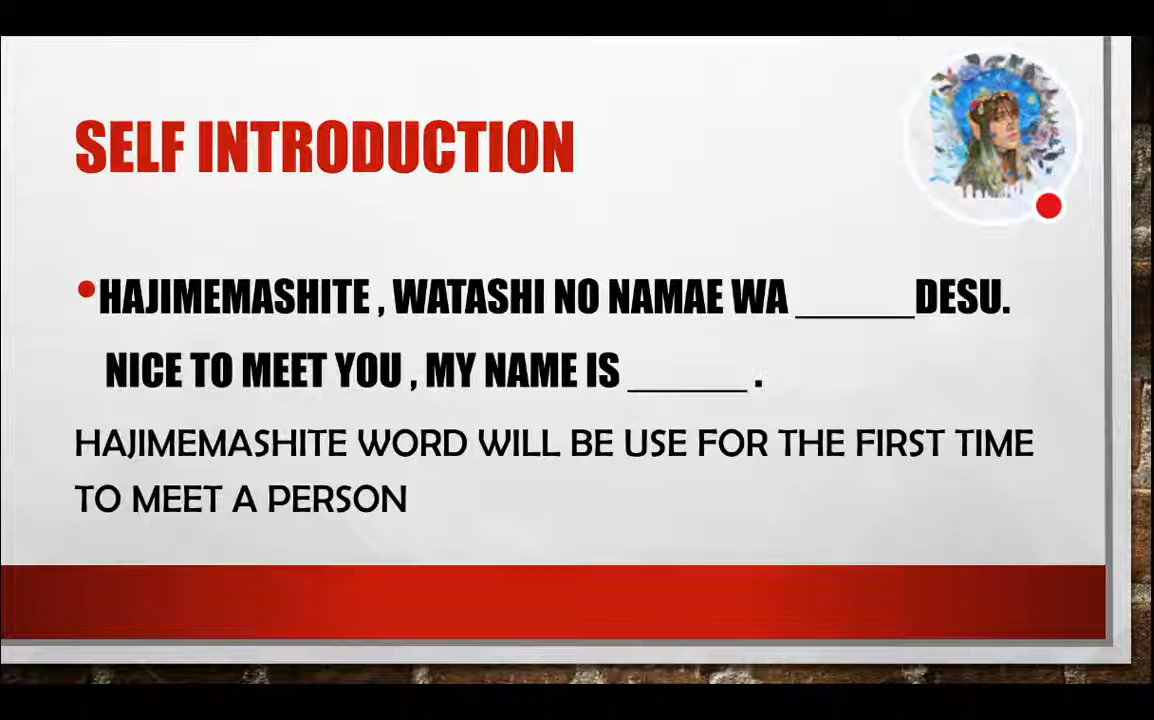 SELF INTRODUCTION
•HAJIMEMASHITE , WATASHI NO NAMAE WA ______DESU.
NICE TO MEET YOU , MY NAME IS ______ .
HAJIMEMASHITE WORD WILL BE USE FOR THE FIRST TIME
TO MEET A PERSON